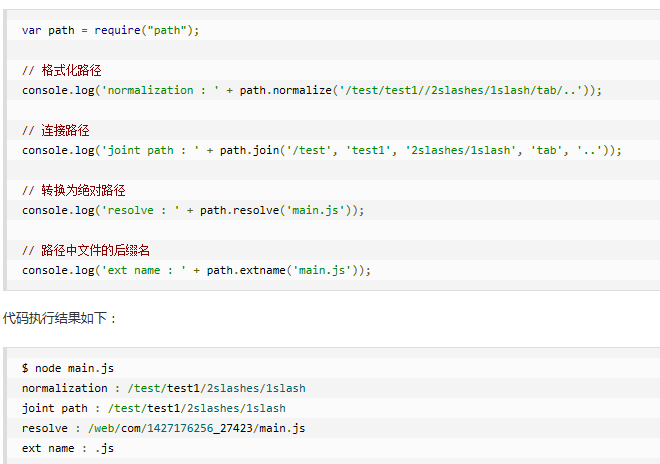 var path = require("path");
// 格式化路径
console.log('normalization : ' + path.normalize('/test/test1//2slashes/1slash/tab/..'));
// 连接路径
console.log('joint path : ' + path.join('/test', 'test1', '2slashes/1slash', 'tab', '..'));
// 转换为绝对路径
console.log('resolve : ' + path.resolve('main.js'));
// 路径中文件的后缀名
console.log('ext name : ' + path.extname('main.js'));
代码执行结果如下：
$ node main.js
normalization : /test/test1/2slashes/1slash
joint path : /test/test1/2slashes/1slash
resolve : /web/com/1427176256_27423/main.js
ext name : .js